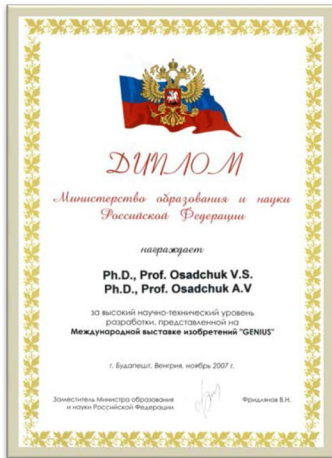 ДИПЛОМ
Министерство образования и науки
Российской Федерации
награждает
Ph.D., Prof. Osadchuk V.S.
Ph.D., Prof. Osadchuk A.V
за высокий научно-технический уровень
разработки, представленной на
Международной выставке изобретений "GENIUS"
г. Будапешт, Венгрия, ноябрь 2007 г.
Заместитель Министра образования
и науки Российской Федерации
Фридлянов В.Н.